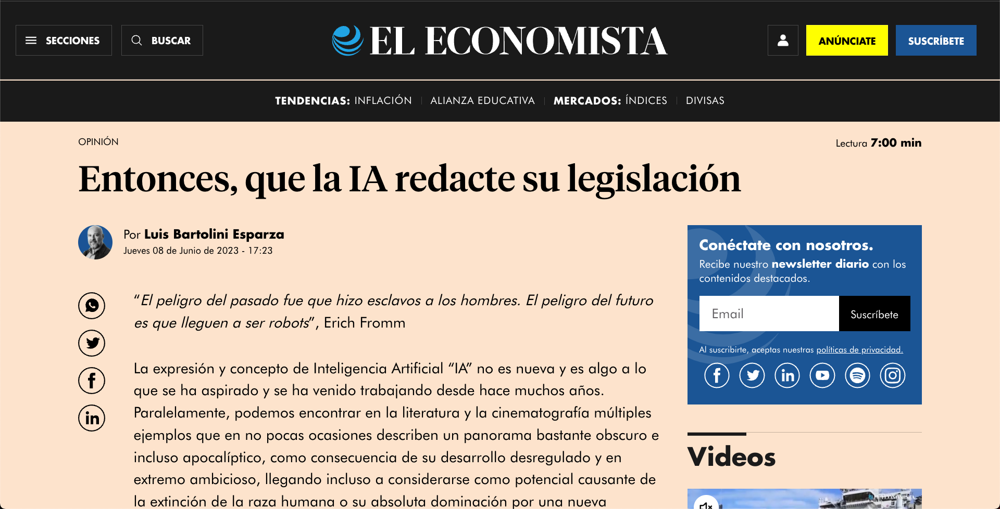 SECCIONES
BUSCAR
EL ECONOMISTA
ANÚNCIATE
SUSCRÍBETE
TENDENCIAS: INFLACIÓN
ALIANZA EDUCATIVA
MERCADOS: ÍNDICES
DIVISAS
OPINIÓN
Lectura 7:00 min
Entonces, que la IA redacte su legislación
Por Luis Bartolini Esparza
Jueves 08 de Junio de 2023 - 17:23
“El peligro del pasado fue que hizo esclavos a los hombres. El peligro del futuro
es que lleguen a ser robots”, Erich Fromm
La expresión y concepto de Inteligencia Artificial “IA” no es nueva y es algo a lo
que se ha aspirado y se ha venido trabajando desde hace muchos años.
Paralelamente, podemos encontrar en la literatura y la cinematografía múltiples
ejemplos que en no pocas ocasiones describen un panorama bastante obscuro e
incluso apocalíptico, como consecuencia de su desarrollo desregulado y en
extremo ambicioso, llegando incluso a considerarse como potencial causante de
la extinción de la raza humana o su absoluta dominación por una nueva
Conéctate con nosotros.
Recibe nuestro newsletter diario con los
contenidos destacados.
Email
Suscríbete
Al suscribirte, aceptas nuestras políticas de privacidad.
Videos
EL ECONOMISTA